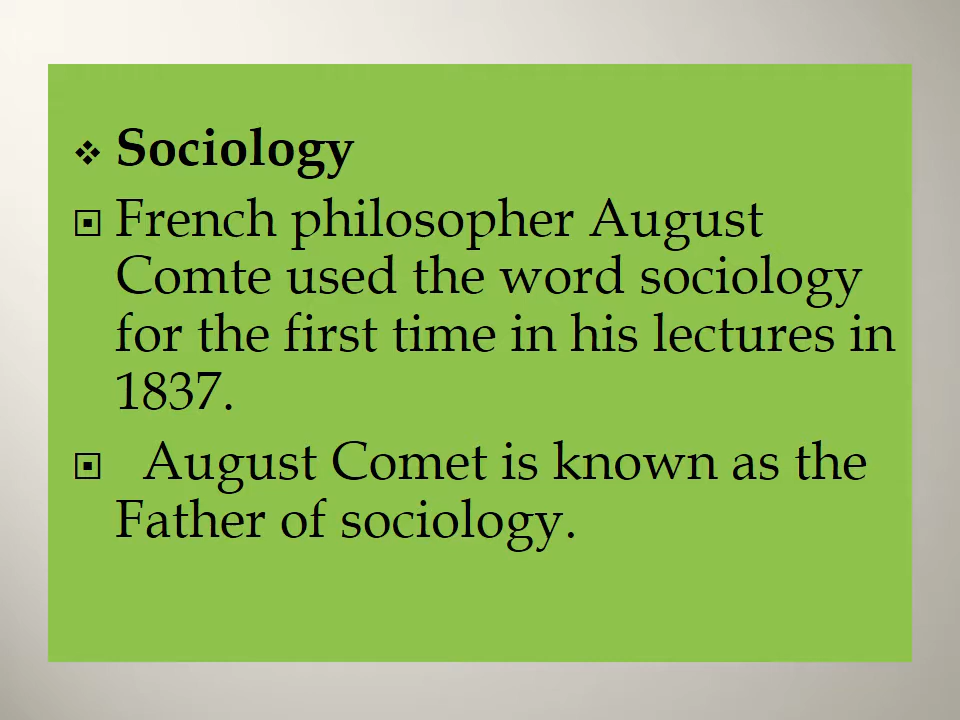 ❖ Sociology
▣ French philosopher August
Comte used the word sociology
for the first time in his lectures in
1837.
▣ August Comet is known as the
Father of sociology.